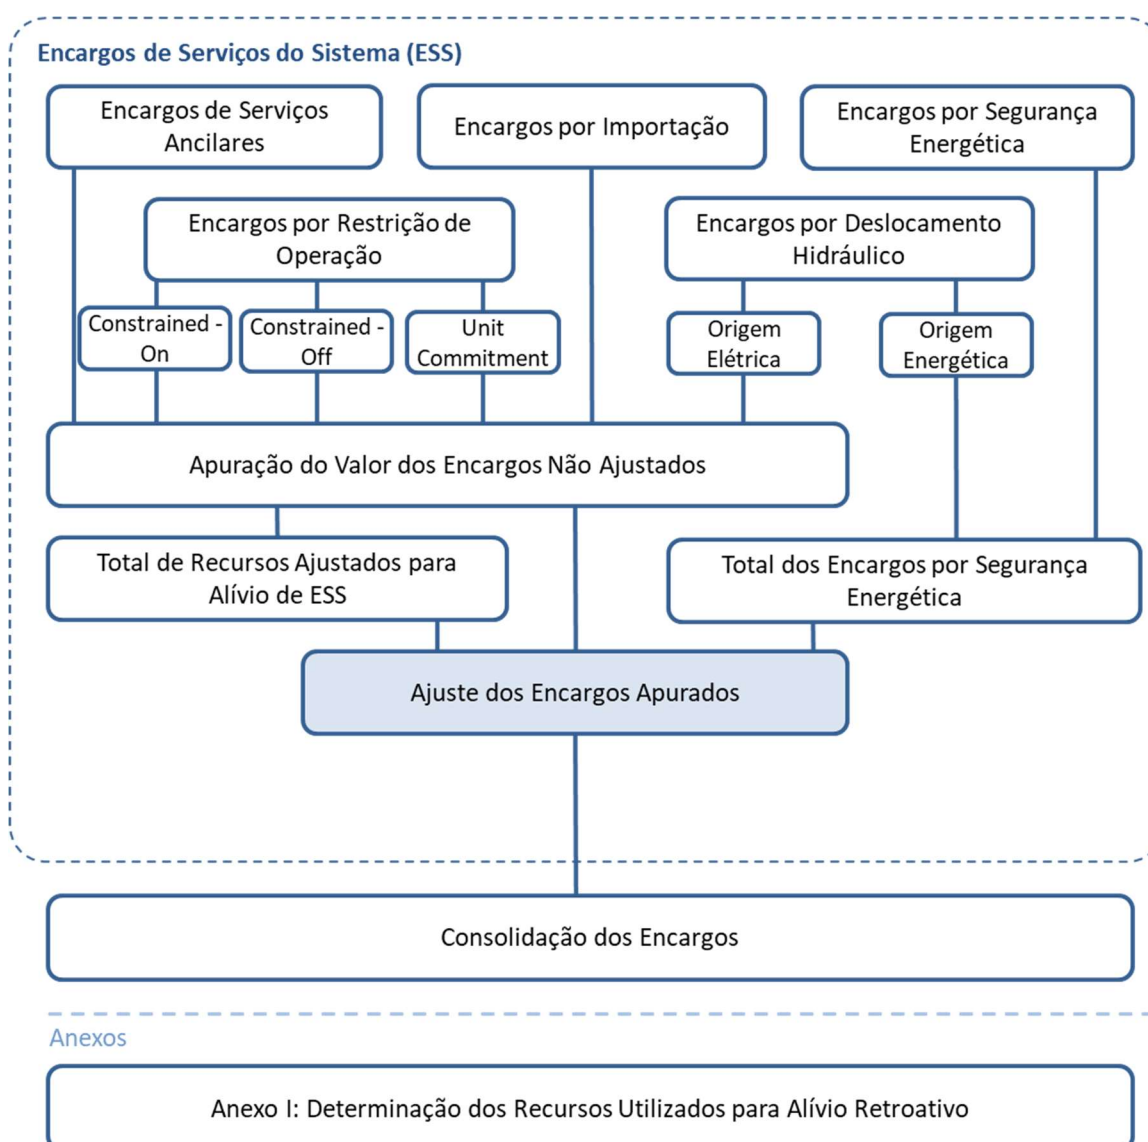 Encargos de Serviços do Sistema (ESS)
Encargos de Serviços
Ancilares
Encargos por Importação
Encargos por Segurança
Energética
Encargos por Restrição de
Operação
Encargos por Deslocamento
Hidráulico
Constrained -
On
Constrained -
Off
Unit
Commitment
Origem
Elétrica
Origem
Energética
Apuração do Valor dos Encargos Não Ajustados
Total de Recursos Ajustados para
Alívio de ESS
Total dos Encargos por Segurança
Energética
Ajuste dos Encargos Apurados
Consolidação dos Encargos
Anexos
Anexo I: Determinação dos Recursos Utilizados para Alívio Retroativo